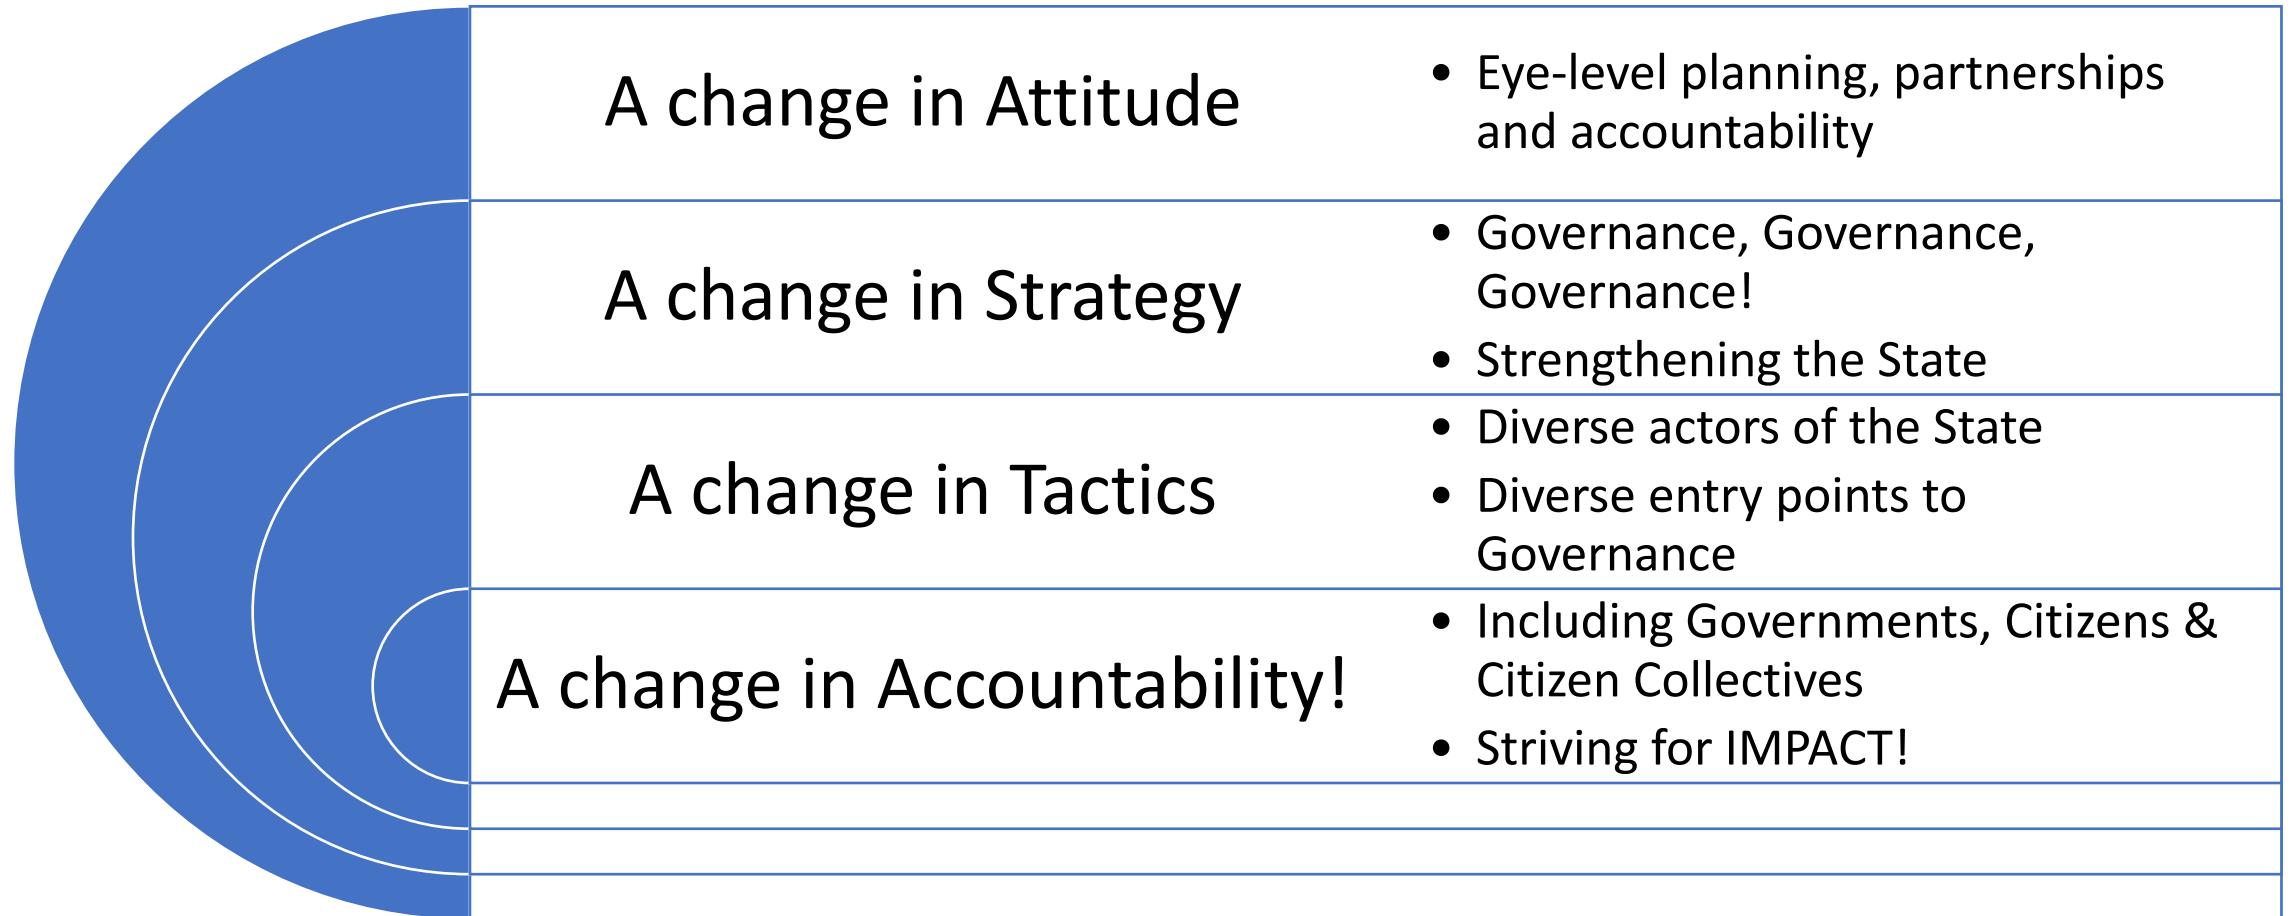 A change in Attitude
• Eye-level planning, partnerships
and accountability
A change in Strategy
• Governance, Governance,
Governance!
• Strengthening the State
A change in Tactics
• Diverse actors of the State
• Diverse entry points to
Governance
A change in Accountability!
• Including Governments, Citizens &
Citizen Collectives
• Striving for IMPACT!